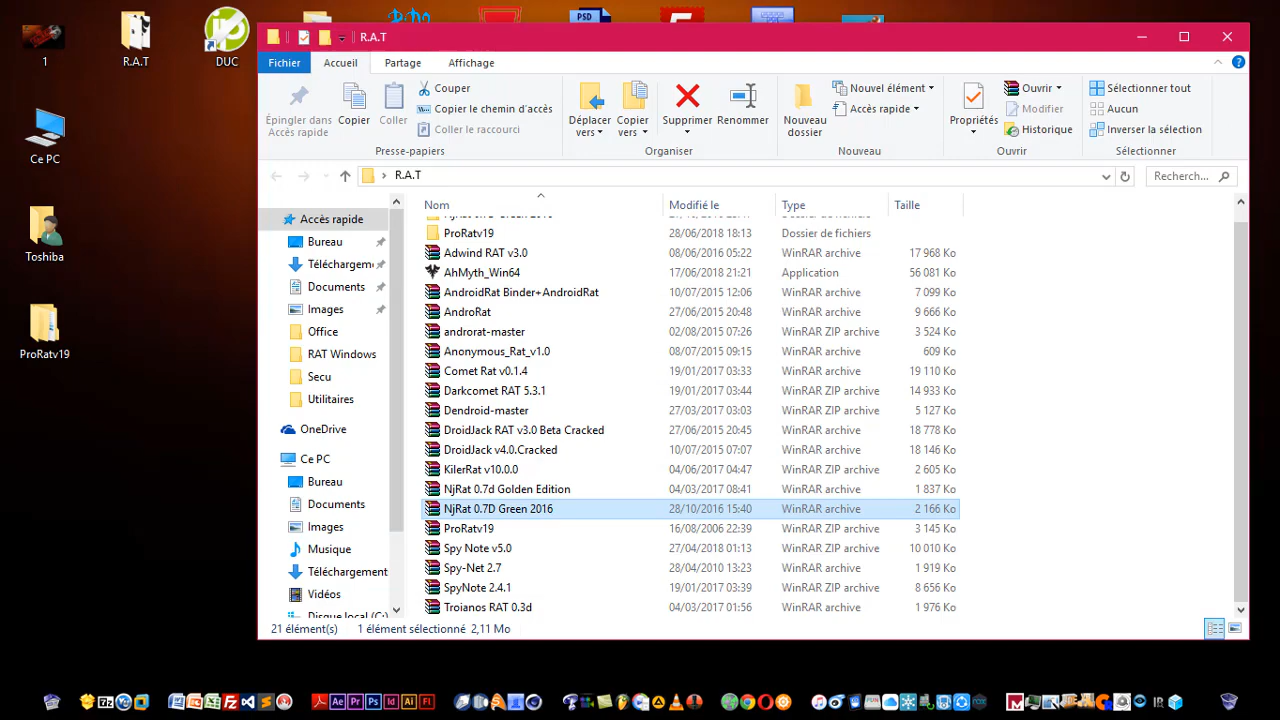 1
R.A.T
DUC
PSD
Ce PC
Toshiba
ProRatv19
R.A.T
Fichier
Accueil
Partage
Affichage
Épingler dans
Accès rapide
Copier
Coller
Couper
Copier le chemin d'accès
Coller le raccourci
Presse-papiers
Déplacer
vers
Copier
vers
Supprimer
Renommer
Organiser
Nouveau
dossier
Nouvel élément
Accès rapide
Nouveau
Propriétés
Ouvrir
Modifier
Historique
Ouvrir
Sélectionner tout
Aucun
Inverser la sélection
Sélectionner
R.A.T
Recherch...
Accès rapide
Bureau
Téléchargem
Documents
Images
Office
RAT Windows
Secu
Utilitaires
OneDrive
Ce PC
Bureau
Documents
Images
Musique
Téléchargement
Vidéos
Disque local (C:)
Nom Modifié le Type Taille
ProRatv19 28/06/2018 18:13 Dossier de fichiers
Adwind RAT v3.0 08/06/2016 05:22 WinRAR archive 17 968 Ko
AhMyth_Win64 17/06/2018 21:21 Application 56 081 Ko
AndroidRat Binder+AndroidRat 10/07/2015 12:06 WinRAR archive 7 099 Ko
AndroRat 27/06/2015 20:48 WinRAR archive 9 666 Ko
androrat-master 02/08/2015 07:26 WinRAR ZIP archive 3 524 Ko
Anonymous_Rat_v1.0 08/07/2015 09:15 WinRAR archive 609 Ko
Comet Rat v0.1.4 19/01/2017 03:33 WinRAR archive 19 110 Ko
Darkcomet RAT 5.3.1 19/01/2017 03:44 WinRAR ZIP archive 14 933 Ko
Dendroid-master 27/03/2017 03:03 WinRAR ZIP archive 5 127 Ko
DroidJack RAT v3.0 Beta Cracked 27/06/2015 20:45 WinRAR archive 18 778 Ko
DroidJack v4.0.Cracked 10/07/2015 07:07 WinRAR archive 18 146 Ko
KilerRat v10.0.0 04/06/2017 04:47 WinRAR ZIP archive 2 605 Ko
NjRat 0.7d Golden Edition 04/03/2017 08:41 WinRAR archive 1 837 Ko
NjRat 0.7D Green 2016 28/10/2016 15:40 WinRAR archive 2 166 Ko
ProRatv19 16/08/2006 22:39 WinRAR ZIP archive 3 145 Ko
Spy Note v5.0 27/04/2018 01:13 WinRAR archive 10 010 Ko
Spy-Net 2.7 28/04/2010 13:23 WinRAR archive 1 919 Ko
SpyNote 2.4.1 19/01/2017 03:39 WinRAR ZIP archive 8 656 Ko
Troianos RAT 0.3d 04/03/2017 01:56 WinRAR archive 1 976 Ko
21 élément(s) 1 élément sélectionné 2,11 Mo